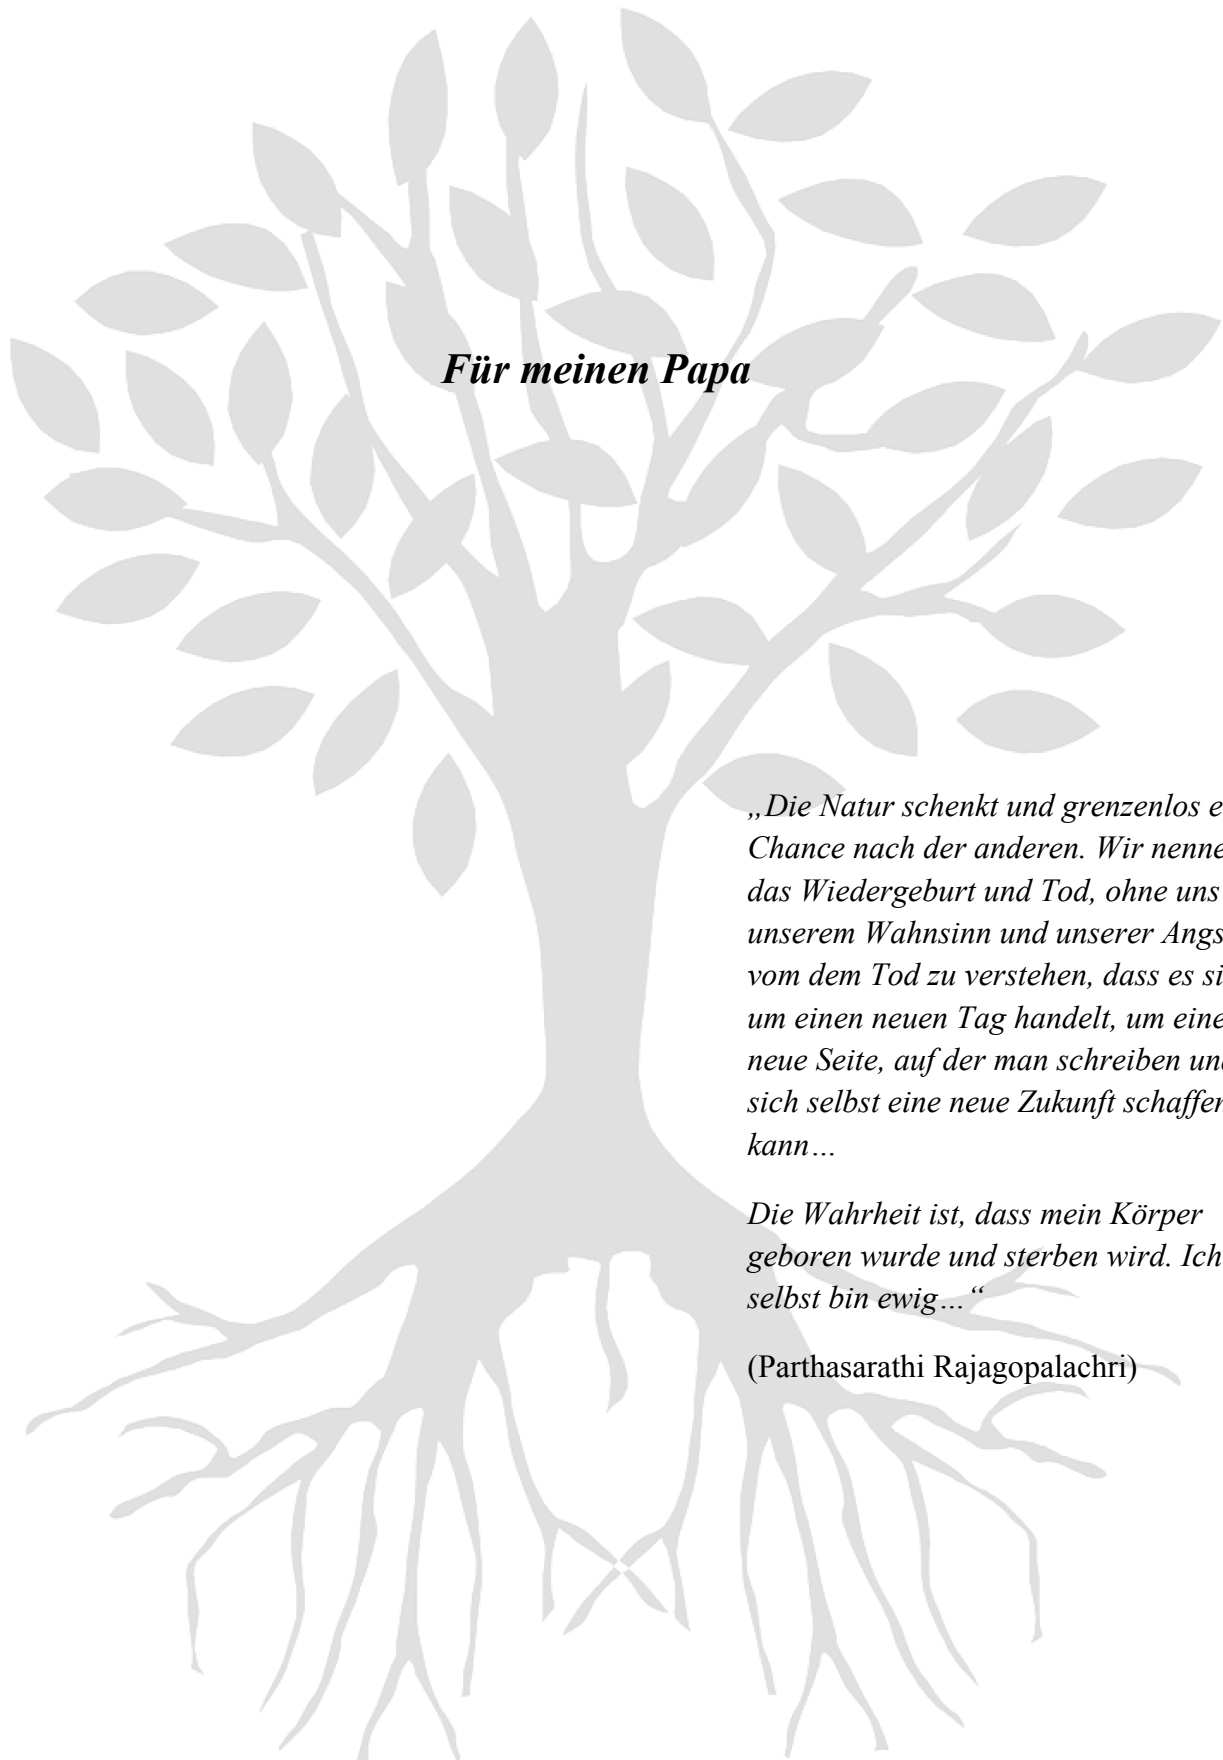 Für meinen Papa
„Die Natur schenkt und grenzenlos e
Chance nach der anderen. Wir nenne
das Wiedergeburt und Tod, ohne uns
unserem Wahnsinn und unserer Angs
vom dem Tod zu verstehen, dass es si
um einen neuen Tag handelt, um eine
neue Seite, auf der man schreiben und
sich selbst eine neue Zukunft schaffen
kann…
Die Wahrheit ist, dass mein Körper
geboren wurde und sterben wird. Ich
selbst bin ewig…“
(Parthasarathi Rajagopalachri)